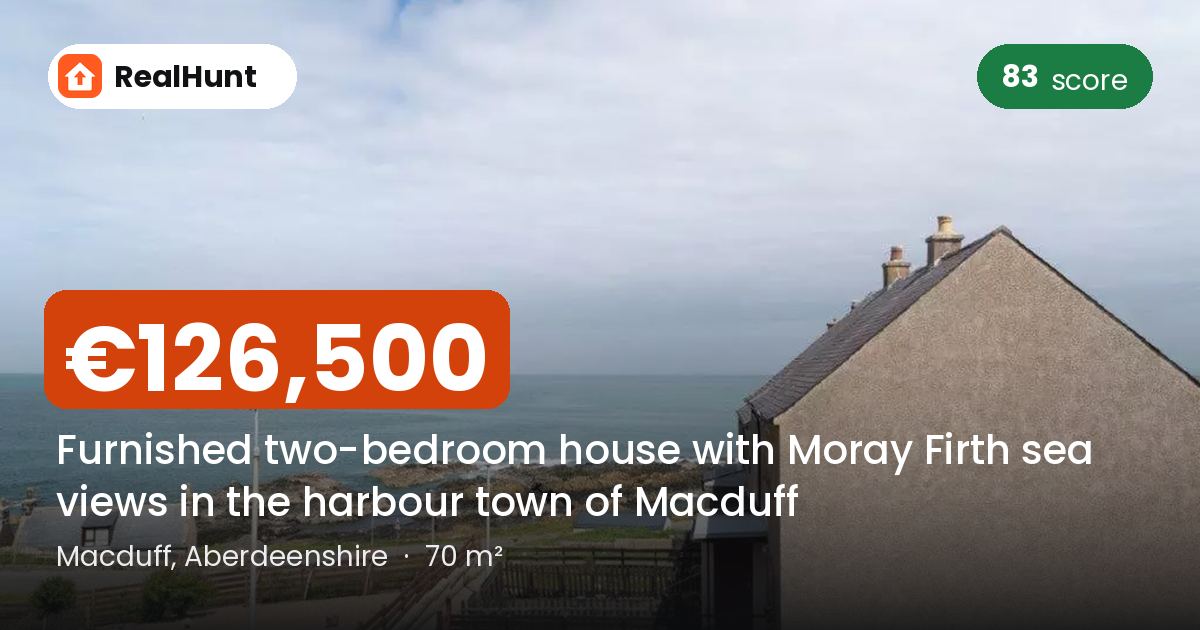 RealHunt
83 score
€126,500
Furnished two-bedroom house with Moray Firth sea
views in the harbour town of Macduff
Macduff, Aberdeenshire · 70 m²